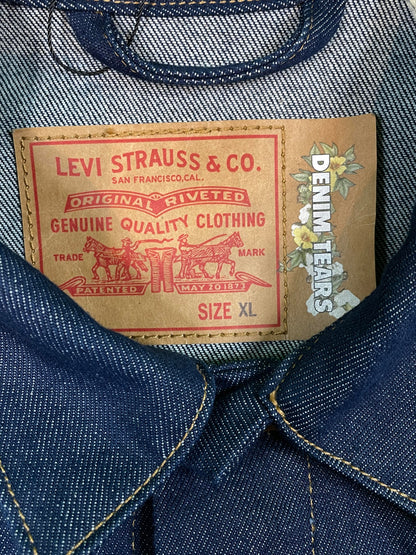 LEVI STRAUSS & CO.
SAN FRANCISCO, CAL.
ORIGINAL RIVETED
GENUINE QUALITY CLOTHING
TRADE MARK
PATENTED MAY 20 1873
SIZE XL
DENIM TEARS